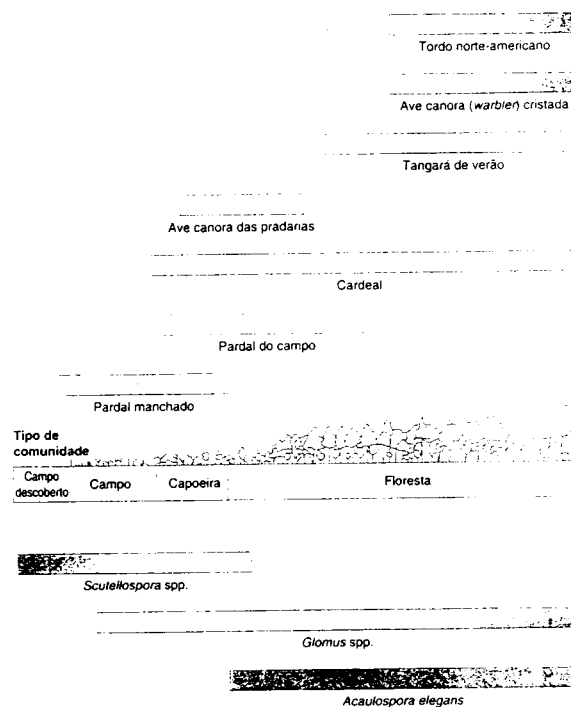 Tordo norte-americano
Ave canora (warbler) cristada
Tangará de verão
Ave canora das pradarias
Cardeal
Pardal do campo
Pardal manchado
Tipo de
comunidade
Campo
descoberto
Campo
Capoeira
Floresta
Scutellospora spp.
Glomus spp.
Acaulospora elegans